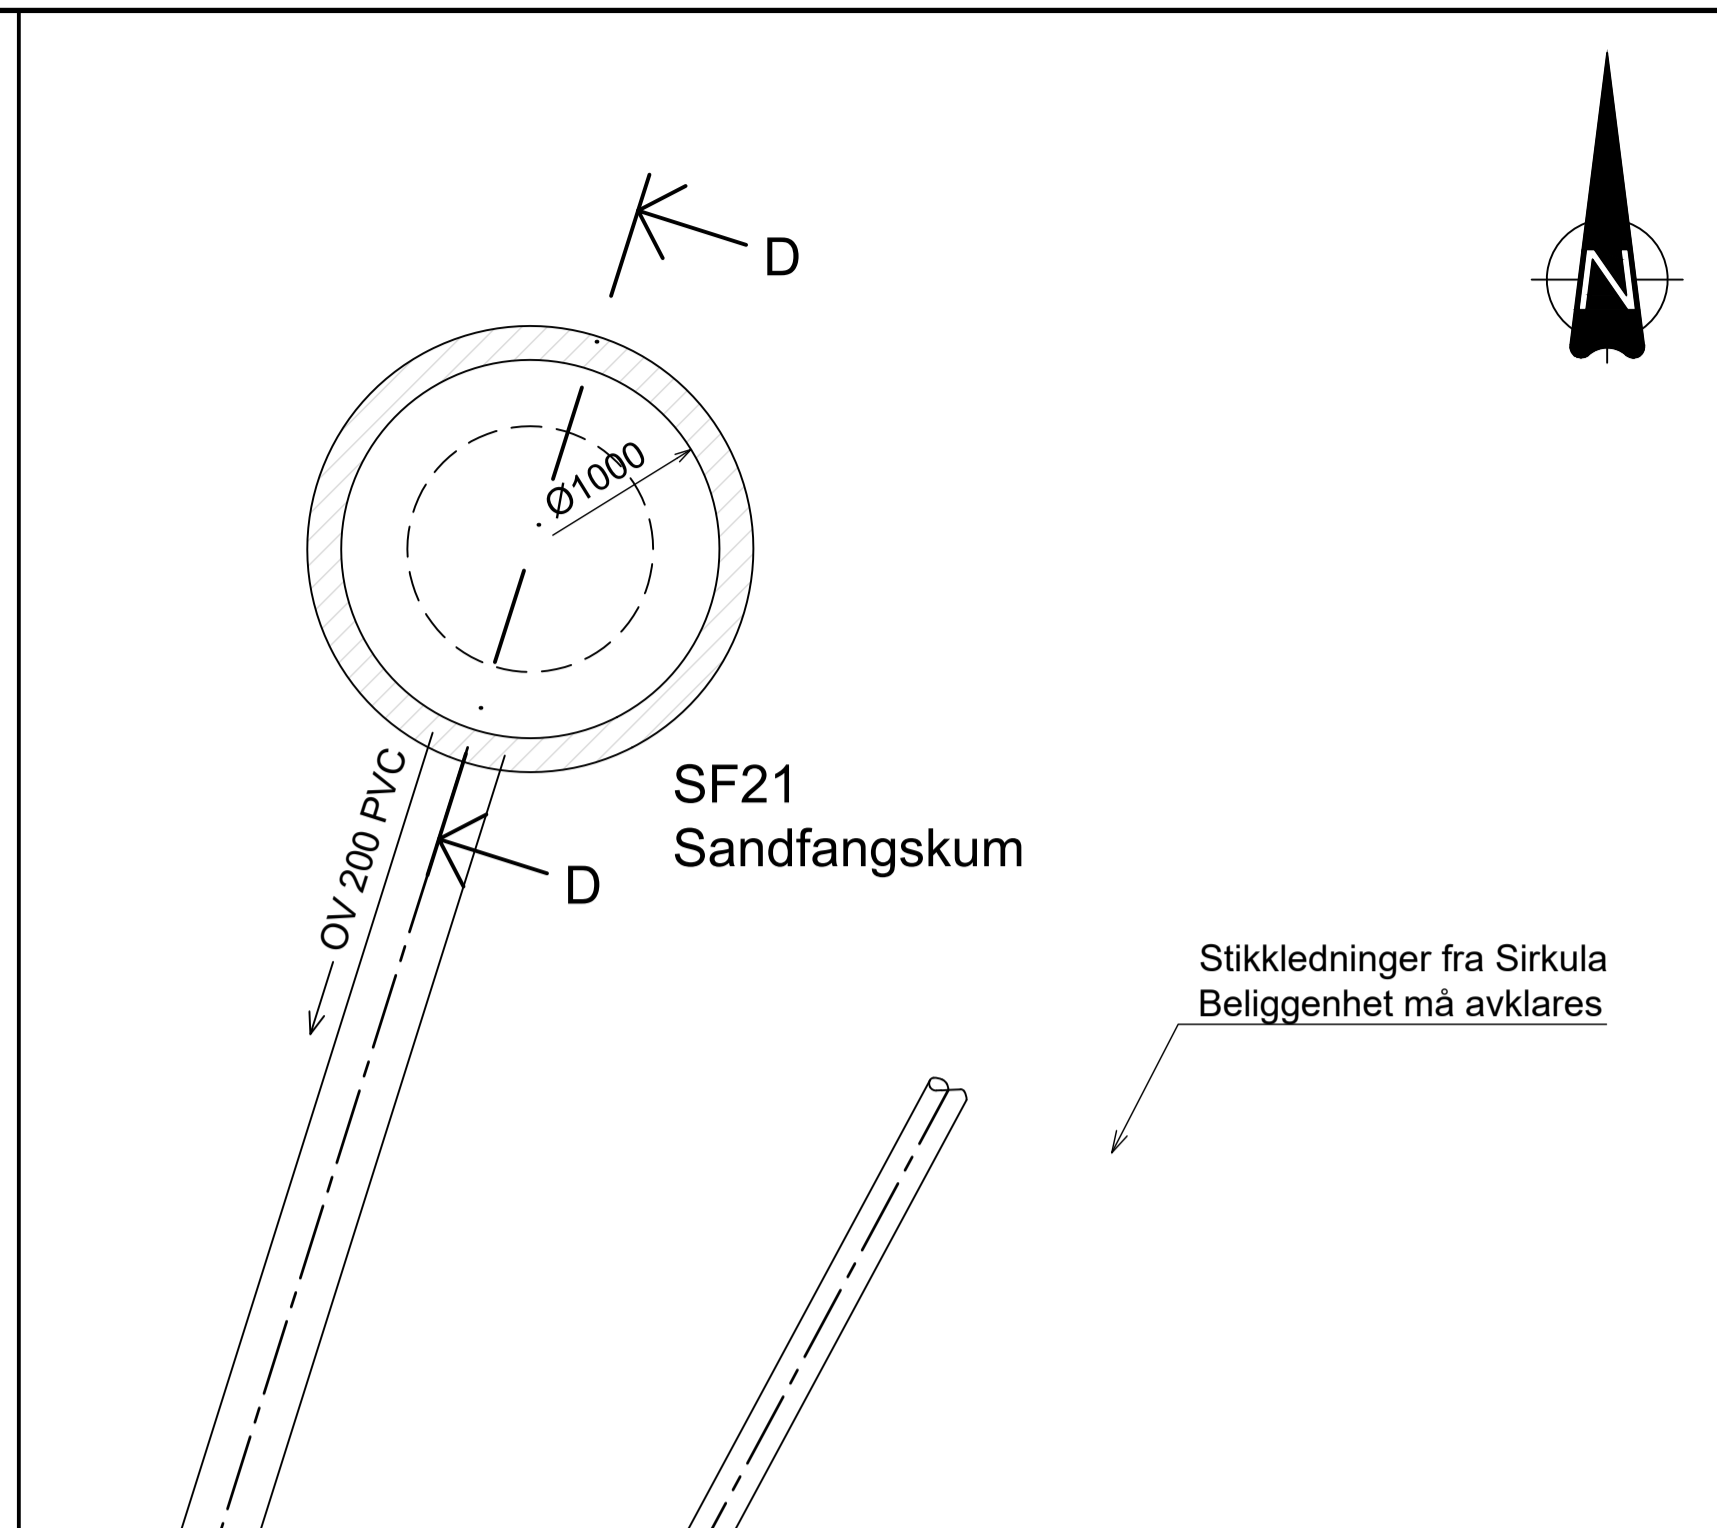 N
D
Ø1000
OV 200 PVC
SF21
Sandfangskum
D
Stikkledninger fra Sirkula
Beliggenhet må avklares